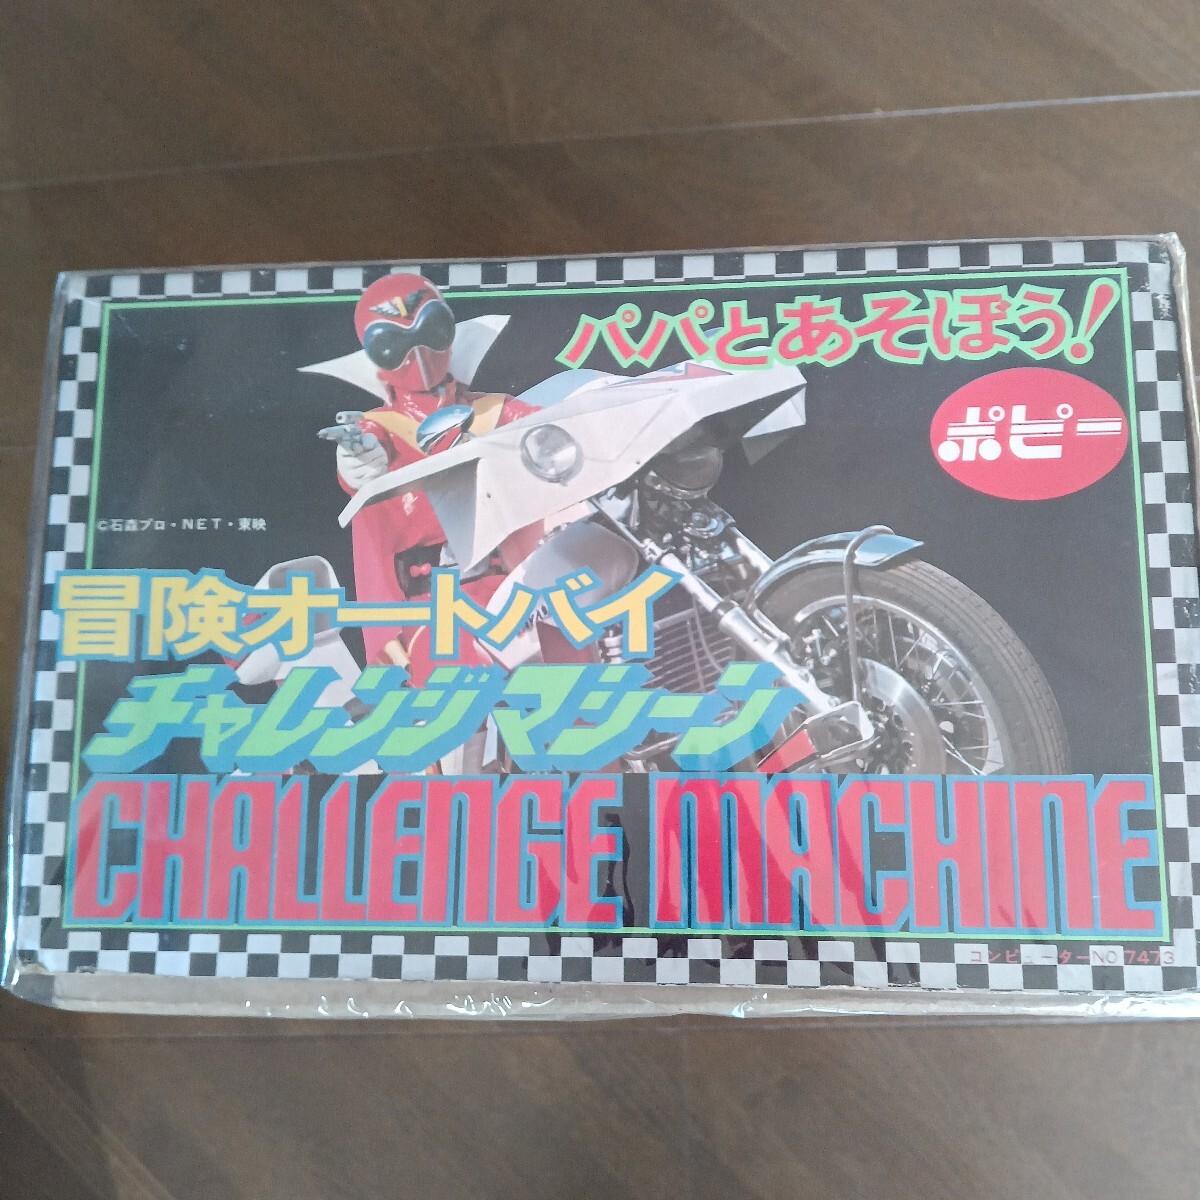 パパとあそぼう!
ポピー
©石森プロ・NET・東映
冒険オートバイ
チャレンジマシーン
CHALLENGE MACHINE
コンピューターNO 7473